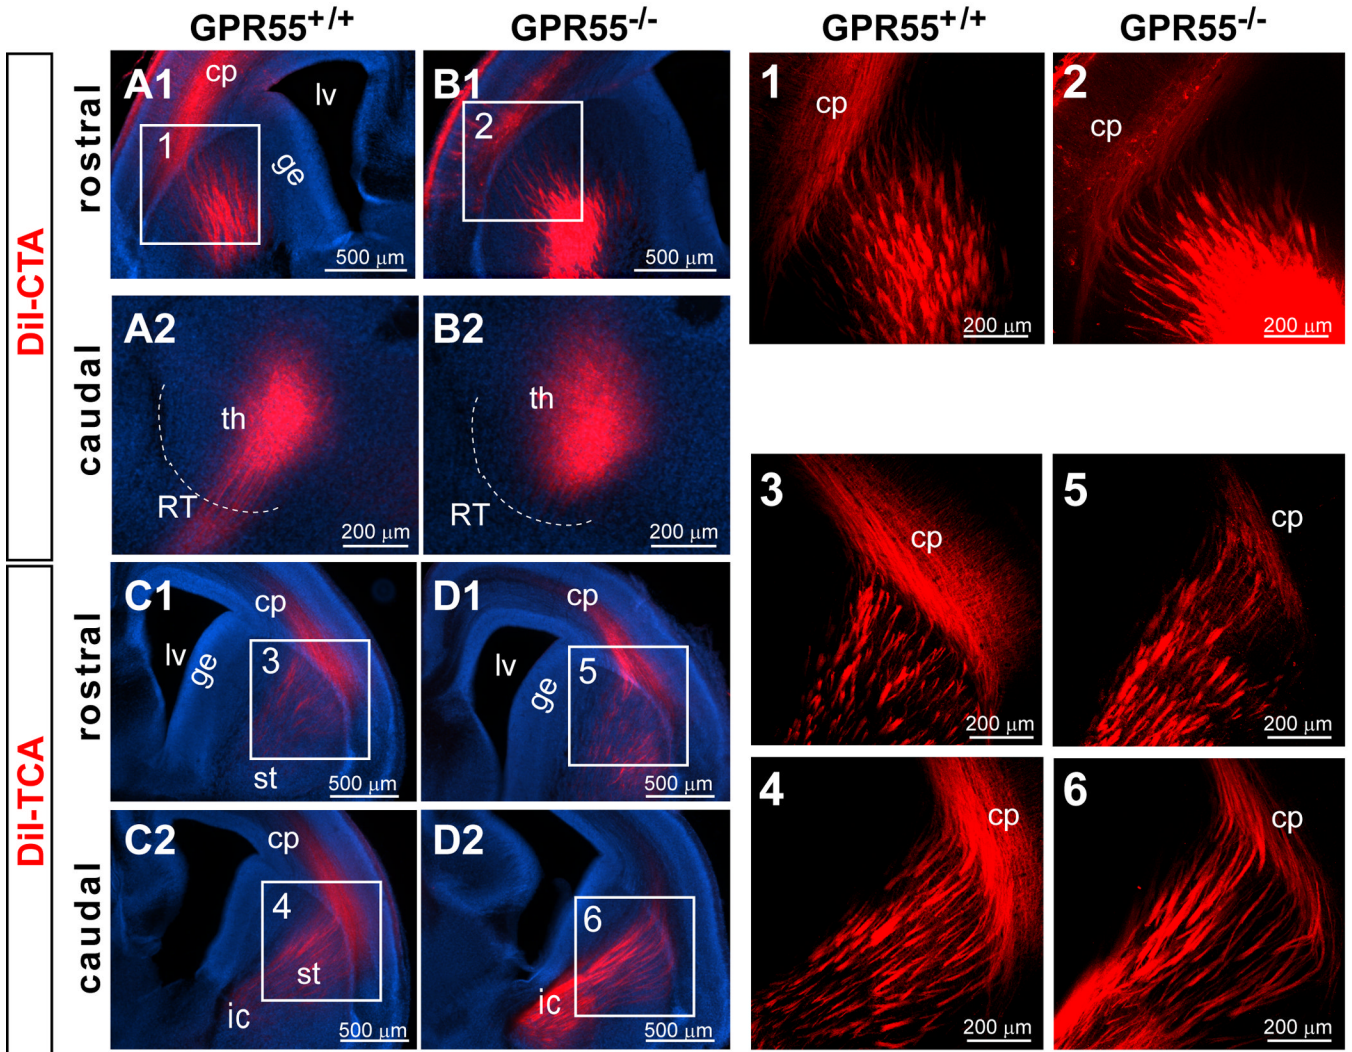 GPR55+/+
GPR55-/-
GPR55+/+
GPR55-/-
DiI-CTA
rostral
A1
cp
lv
1
ge
500 μm
B1
2
500 μm
1
cp
200 μm
2
cp
200 μm
caudal
A2
th
RT
200 μm
B2
th
RT
200 μm
DiI-TCA
rostral
C1
cp
lv
ge
3
st
500 μm
D1
cp
lv
ge
5
500 μm
3
cp
200 μm
5
cp
200 μm
caudal
C2
cp
4
st
ic
500 μm
D2
6
ic
500 μm
4
cp
200 μm
6
cp
200 μm